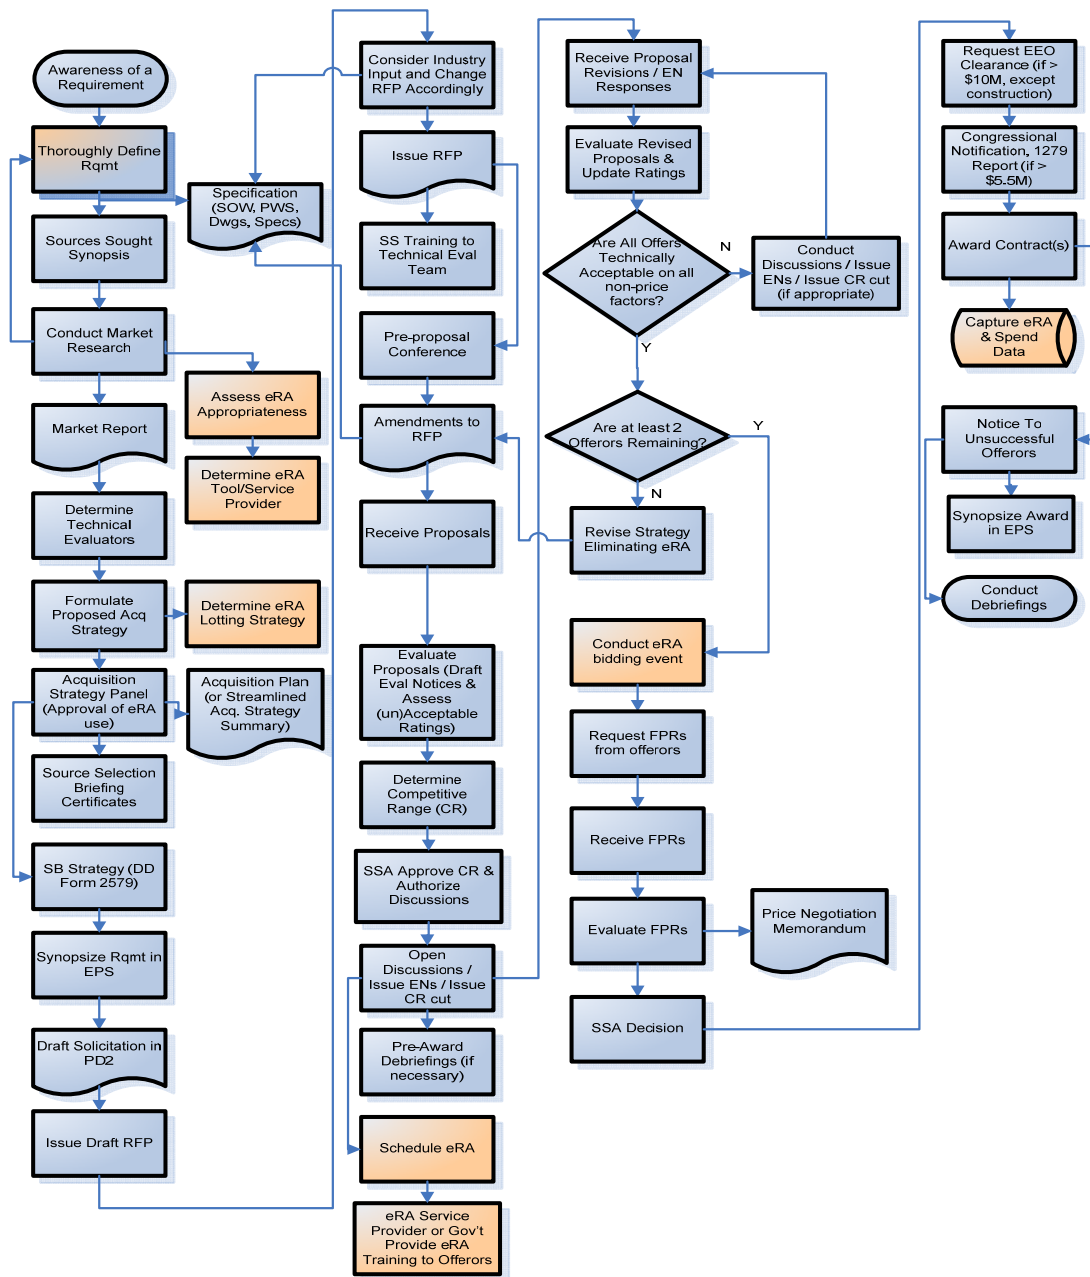 Awareness of a
Requirement
Thoroughly Define
Rqmt
Sources Sought
Synopsis
Conduct Market
Research
Market Report
Determine
Technical
Evaluators
Formulate
Proposed Acq
Strategy
Acquisition
Strategy Panel
(Approval of eRA
use)
Source Selection
Briefing
Certificates
SB Strategy (DD
Form 2579)
Synopsize Rqmt in
EPS
Draft Solicitation in
PD2
Issue Draft RFP
Specification
(SOW, PWS,
Dwgs, Specs)
Assess eRA
Appropriateness
Determine eRA
Tool/Service
Provider
Determine eRA
Lotting Strategy
Acquisition Plan
(or Streamlined
Acq. Strategy
Summary)
Consider Industry
Input and Change
RFP Accordingly
Issue RFP
SS Training to
Technical Eval
Team
Pre-proposal
Conference
Amendments to
RFP
Receive Proposals
Evaluate
Proposals (Draft
Eval Notices &
Assess
(un)Acceptable
Ratings)
Determine
Competitive
Range (CR)
SSA Approve CR &
Authorize
Discussions
Open
Discussions /
Issue ENs / Issue
CR cut
Pre-Award
Debriefings (if
necessary)
Schedule eRA
eRA Service
Provider or Gov't
Provide eRA
Training to Offerors
Receive Proposal
Revisions / EN
Responses
Evaluate Revised
Proposals &
Update Ratings
Are All Offers
Technically
Acceptable on all
non-price
factors?
N
Y
Conduct
Discussions / Issue
ENs / Issue CR cut
(if appropriate)
Are at least 2
Offerors Remaining?
Y
N
Revise Strategy
Eliminating eRA
Conduct eRA
bidding event
Request FPRs
from offerors
Receive FPRs
Evaluate FPRs
Price Negotiation
Memorandum
SSA Decision
Request EEO
Clearance (if >
$10M, except
construction)
Congressional
Notification, 1279
Report (if >
$5.5M)
Award Contract(s)
Capture eRA
& Spend
Data
Notice To
Unsuccessful
Offerors
Synopsize Award
in EPS
Conduct
Debriefings